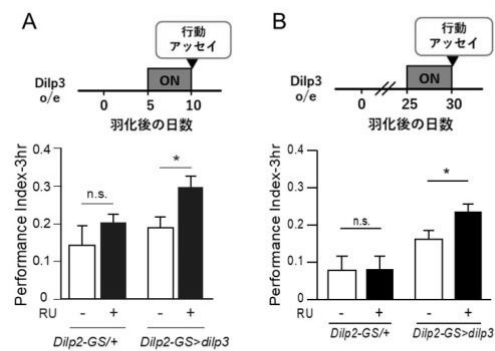 A
行動
アッセイ
Dilp3
o/e
ON
0 5 10
羽化後の日数
Performance Index-3hr
0.4
0.3
0.2
0.1
0
n.s.
*
RU - + - +
Dilp2-GS/+ Dilp2-GS>dilp3
B
行動
アッセイ
Dilp3
o/e
ON
0 25 30
羽化後の日数
Performance Index-3hr
0.4
0.3
0.2
0.1
0
n.s.
*
RU - + - +
Dilp2-GS/+ Dilp2-GS>dilp3